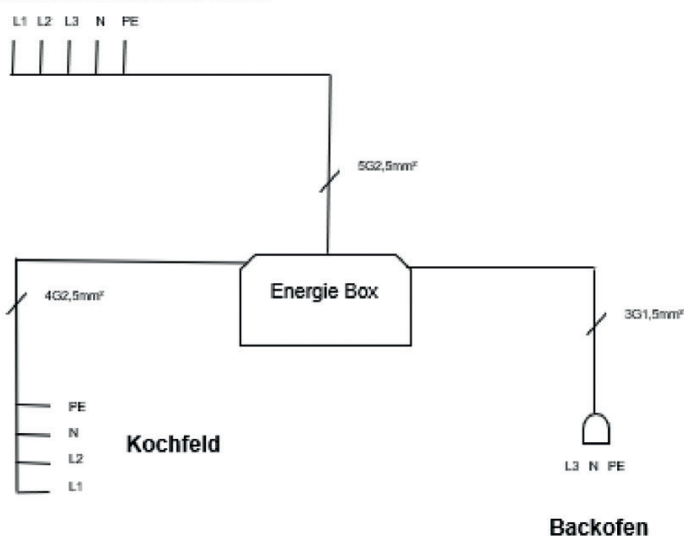 L1 L2 L3 N PE
5G2,5mm²
Energie Box
4G2,5mm²
3G1,5mm²
PE
N
Kochfeld
L2
L1
L3 N PE
Backofen